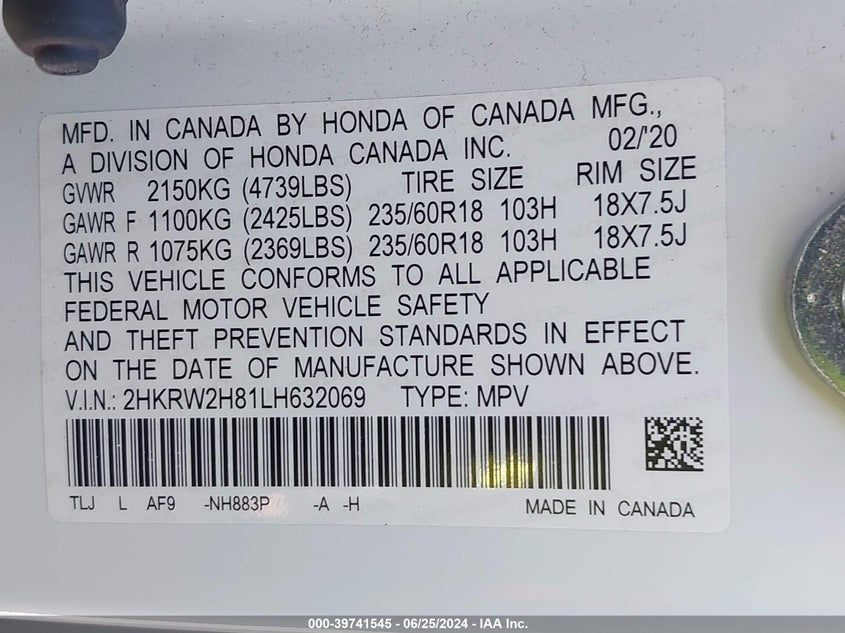 MFD. IN CANADA BY HONDA OF CANADA MFG.,
A DIVISION OF HONDA CANADA INC. 02/'20
GVWR 2150KG (4739LBS) TIRE SIZE RIM SIZE
GAWR F 1100KG (2425LBS) 235/60R18 103H 18X7.5J
GAWR R 1075KG (2369LBS) 235/60R18 103H 18X7.5J
THIS VEHICLE CONFORMS TO ALL APPLICABLE
FEDERAL MOTOR VEHICLE SAFETY
AND THEFT PREVENTION STANDARDS IN EFFECT
ON THE DATE OF MANUFACTURE SHOWN ABOVE.
V.I.N.: 2HKRW2H81LH632069 TYPE: MPV
TLJ L AF9 -NH883P -A -H MADE IN CANADA
000-39741545 - 06/25/2024 - IAA Inc.